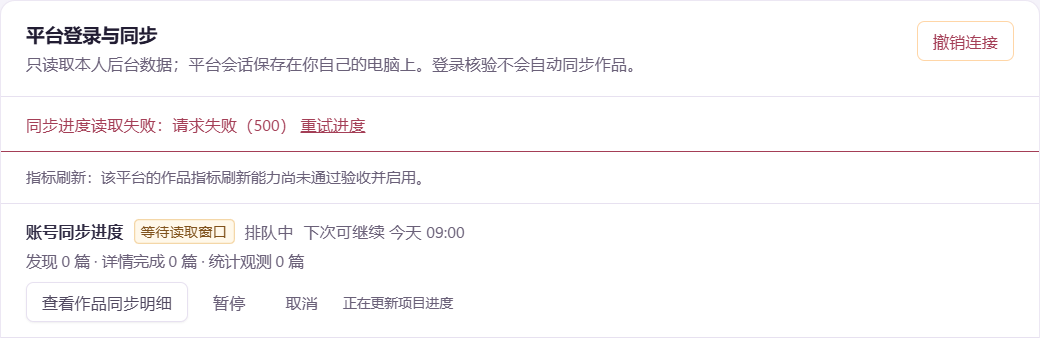 平台登录与同步
撤销连接
只读取本人后台数据；平台会话保存在你自己的电脑上。登录核验不会自动同步作品。
同步进度读取失败：请求失败（500） 重试进度
指标刷新：该平台的作品指标刷新能力尚未通过验收并启用。
账号同步进度 等待读取窗口 排队中 下次可继续 今天 09:00
发现 0 篇 · 详情完成 0 篇 · 统计观测 0 篇
查看作品同步明细 暂停 取消 正在更新项目进度